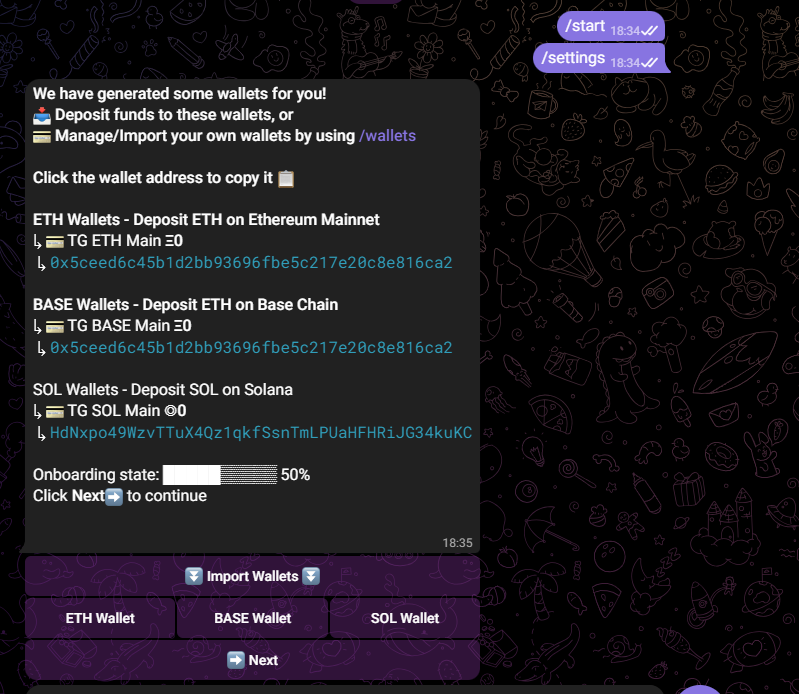 /start 18:34
/settings 18:34
We have generated some wallets for you!
📥 Deposit funds to these wallets, or
💳 Manage/Import your own wallets by using /wallets
Click the wallet address to copy it 📋
ETH Wallets - Deposit ETH on Ethereum Mainnet
↳ 💳 TG ETH Main Ξ0
↳ 0x5ceed6c45b1d2bb93696fbe5c217e20c8e816ca2
BASE Wallets - Deposit ETH on Base Chain
↳ 💳 TG BASE Main Ξ0
↳ 0x5ceed6c45b1d2bb93696fbe5c217e20c8e816ca2
SOL Wallets - Deposit SOL on Solana
↳ 💳 TG SOL Main ◎0
↳ HdNxpo49WzvTTuX4Qz1qkfSsnTmLPUaHFHRiJG34kuKC
Onboarding state: █████▒▒▒▒▒ 50%
Click Next➡️ to continue
18:35
⏬ Import Wallets ⏬
ETH Wallet BASE Wallet SOL Wallet
➡️ Next